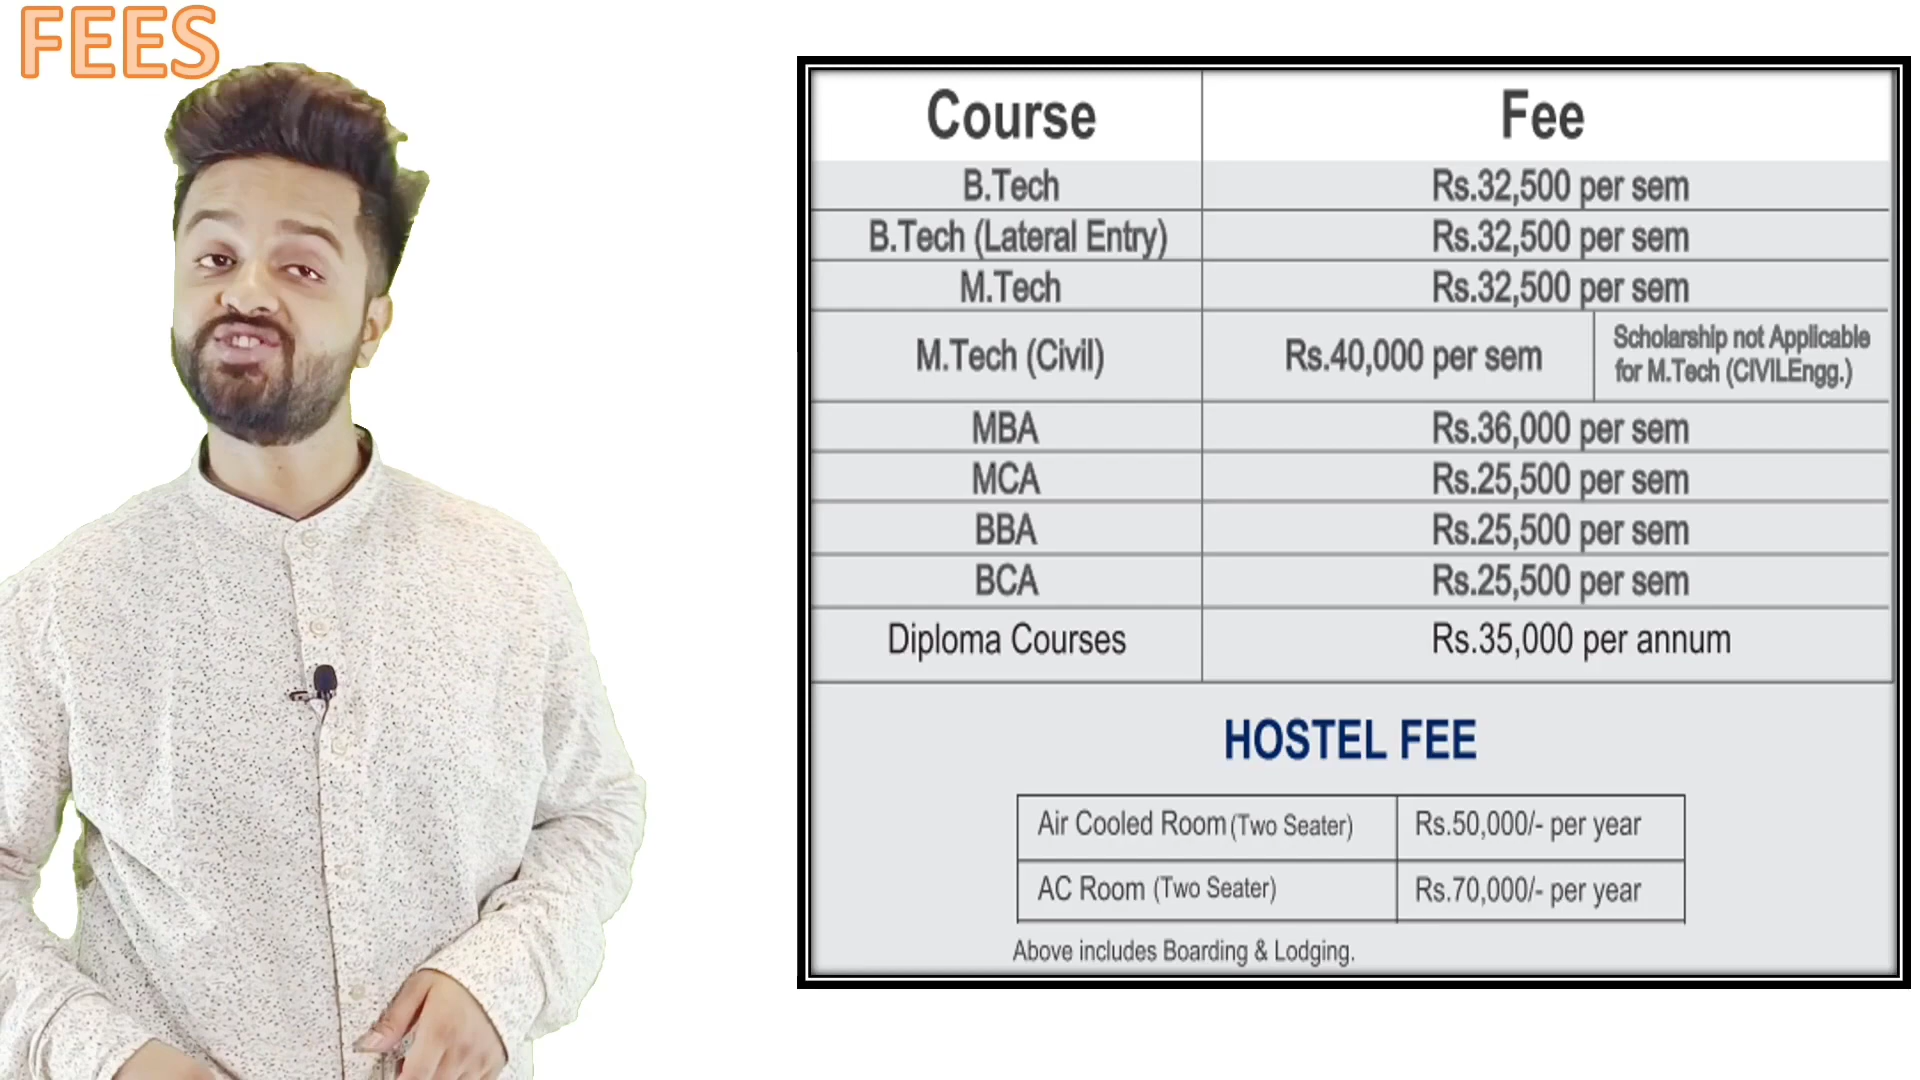 FEES
Course Fee
B.Tech Rs.32,500 per sem
B.Tech (Lateral Entry) Rs.32,500 per sem
M.Tech Rs.32,500 per sem
M.Tech (Civil) Rs.40,000 per sem Scholarship not Applicable
for M.Tech (CIVILEngg.)
MBA Rs.36,000 per sem
MCA Rs.25,500 per sem
BBA Rs.25,500 per sem
BCA Rs.25,500 per sem
Diploma Courses Rs.35,000 per annum
HOSTEL FEE
Air Cooled Room (Two Seater) Rs.50,000/- per year
AC Room (Two Seater) Rs.70,000/- per year
Above includes Boarding & Lodging.